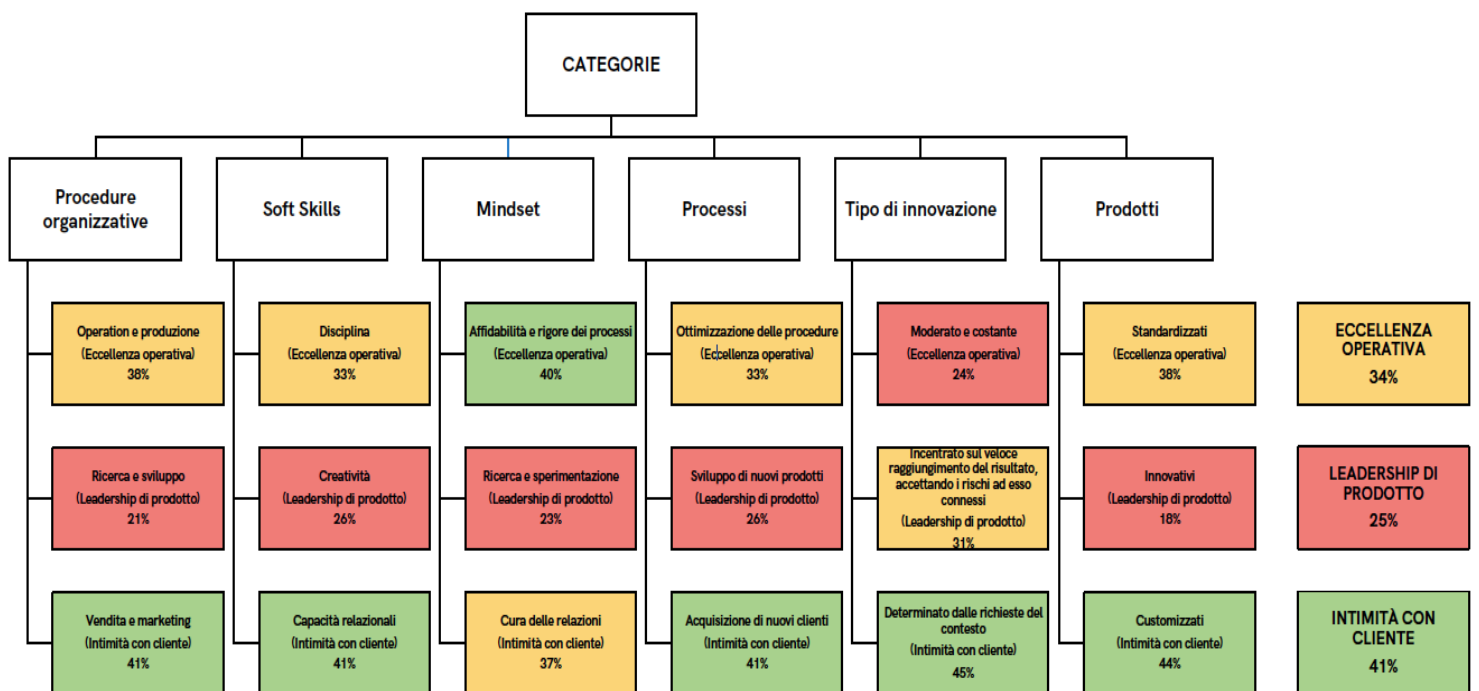 CATEGORIE
Procedure
organizzative
Soft Skills
Mindset
Processi
Tipo di innovazione
Prodotti
Operation e produzione
(Eccellenza operativa)
38%
Disciplina
(Eccellenza operativa)
33%
Affidabilità e rigore dei processi
(Eccellenza operativa)
40%
Ottimizzazione delle procedure
(Eccellenza operativa)
33%
Moderato e costante
(Eccellenza operativa)
24%
Standardizzati
(Eccellenza operativa)
38%
ECCELLENZA
OPERATIVA
34%
Ricerca e sviluppo
(Leadership di prodotto)
21%
Creatività
(Leadership di prodotto)
26%
Ricerca e sperimentazione
(Leadership di prodotto)
23%
Sviluppo di nuovi prodotti
(Leadership di prodotto)
26%
Incentrato sul veloce
raggiungimento del risultato,
accettando i rischi ad esso
connessi
(Leadership di prodotto)
31%
Innovativi
(Leadership di prodotto)
18%
LEADERSHIP DI
PRODOTTO
25%
Vendita e marketing
(Intimità con cliente)
41%
Capacità relazionali
(Intimità con cliente)
41%
Cura delle relazioni
(Intimità con cliente)
37%
Acquisizione di nuovi clienti
(Intimità con cliente)
41%
Determinato dalle richieste del
contesto
(Intimità con cliente)
45%
Customizzati
(Intimità con cliente)
44%
INTIMITÀ CON
CLIENTE
41%